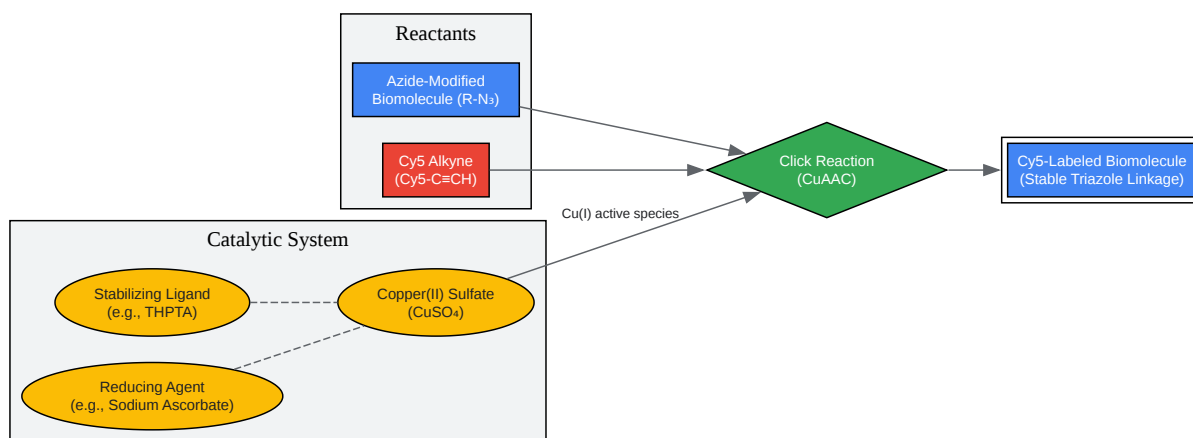 Reactants
Azide-Modified
Biomolecule (R-N₃)
Cy5 Alkyne
(Cy5-C≡CH)
Click Reaction
(CuAAC)
Cy5-Labeled Biomolecule
(Stable Triazole Linkage)
Cu(I) active species
Catalytic System
Stabilizing Ligand
(e.g., THPTA)
Copper(II) Sulfate
(CuSO₄)
Reducing Agent
(e.g., Sodium Ascorbate)